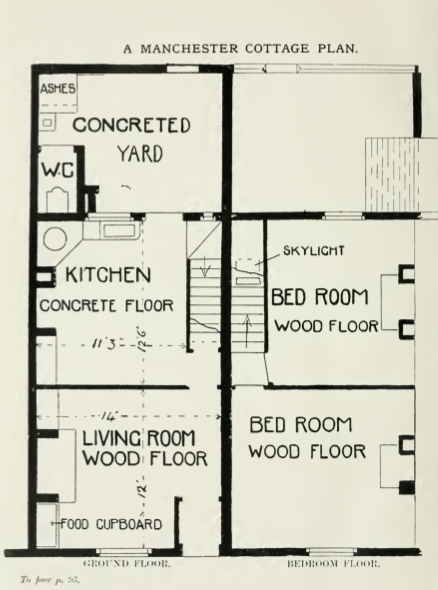 A MANCHESTER COTTAGE PLAN.
ASHES
CONCRETED
YARD
W.C
KITCHEN
CONCRETE FLOOR
11'3"
12'6"
14'
LIVING ROOM
WOOD FLOOR
12'
FOOD CUPBOARD
GROUND FLOOR.
SKYLIGHT
BED ROOM
WOOD FLOOR
BED ROOM
WOOD FLOOR
BEDROOM FLOOR.
To face p. 95.